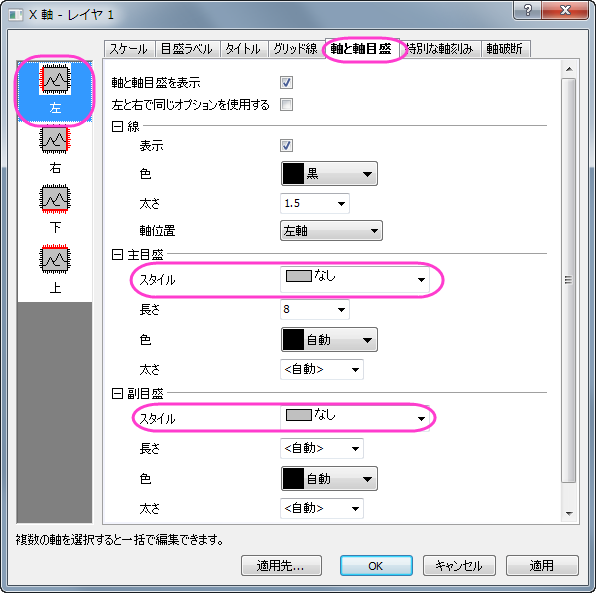 X 軸 - レイヤ 1
スケール 目盛ラベル タイトル グリッド線 軸と軸目盛 特別な軸刻み 軸破断
左
右
下
上
軸と軸目盛を表示
左と右で同じオプションを使用する
線
表示
色 黒
太さ 1.5
軸位置 左軸
主目盛
スタイル なし
長さ 8
色 自動
太さ <自動>
副目盛
スタイル なし
長さ <自動>
色 自動
太さ <自動>
複数の軸を選択すると一括で編集できます。
適用先... OK キャンセル 適用